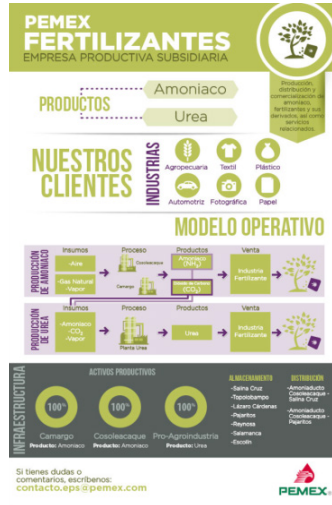 PEMEX
FERTILIZANTES
EMPRESA PRODUCTIVA SUBSIDIARIA
Producción,
distribución y
comercialización de
amoniaco,
fertilizantes y sus
derivados, así como
servicios
relacionados.
PRODUCTOS
Amoniaco
Urea
NUESTROS
CLIENTES
INDUSTRIAS
Agropecuaria
Textil
Plástico
Automotriz
Fotográfica
Papel
MODELO OPERATIVO
PRODUCCIÓN
DE AMONIACO
Insumos
Proceso
Productos
Venta
-Aire
-Gas Natural
-Vapor
Cosoleacaque
Camargo
Amoniaco
(NH₃)
(CO₂)
Industria
Fertilizante
PRODUCCIÓN
DE UREA
Insumos
Proceso
Productos
Venta
-Amoniaco
-CO₂
-Vapor
Planta Urea
Urea
Industria
Fertilizante
INFRAESTRUCTURA
ACTIVOS PRODUCTIVOS
100%
100%
100%
Camargo
Producto: Amoniaco
Cosoleacaque
Producto: Amoniaco
Pro-Agroindustria
Producto: Urea
ALMACENAMIENTO
-Salina Cruz
-Topolobampo
-Lázaro Cárdenas
-Pajaritos
-Reynosa
-Salamanca
-Escolín
DISTRIBUCIÓN
-Amoniaducto
Cosoleacaque -
Salina Cruz
-Amoniaducto
Cosoleacaque -
Pajaritos
Si tienes dudas o
comentarios, escríbenos:
contacto.eps@pemex.com
PEMEX